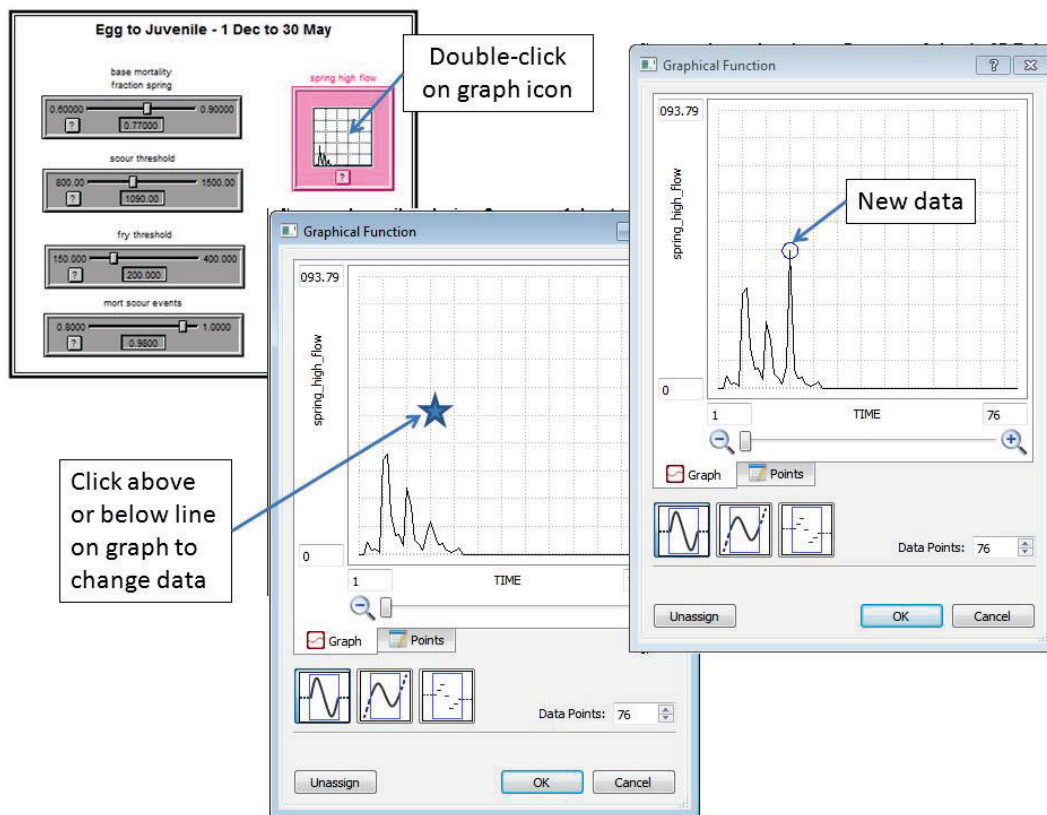 Egg to Juvenile - 1 Dec to 30 May
base mortality
fraction spring
0.60000
0.90000
?
0.77000
scour threshold
800.00
1500.00
?
1090.00
fry threshold
150.000
400.000
?
200.000
mort scour events
0.8000
1.0000
?
0.9800
spring high flow
?
Double-click
on graph icon
Graphical Function
093.79
spring_high_flow
0
1
TIME
Graph
Points
Data Points: 76
Unassign
OK
Cancel
Click above
or below line
on graph to
change data
Graphical Function
?
093.79
spring_high_flow
0
1
TIME
76
Graph
Points
Data Points: 76
Unassign
OK
Cancel
New data